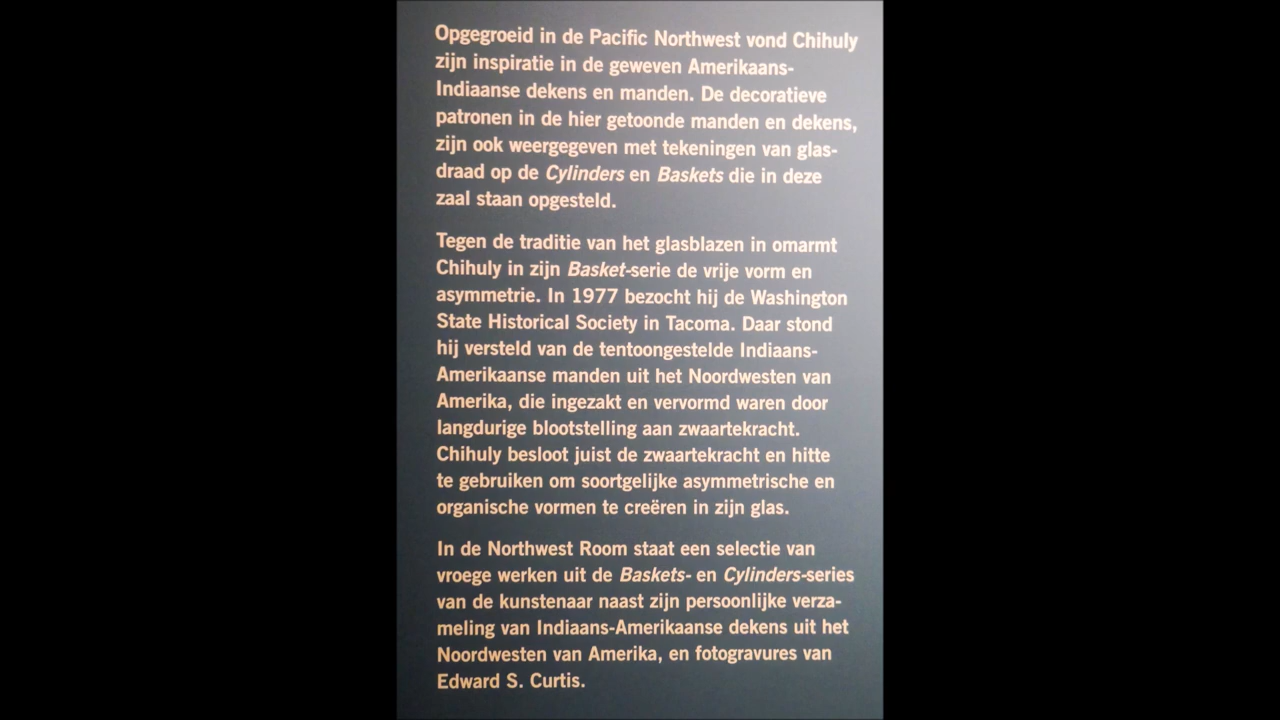 Opgegroeid in de Pacific Northwest vond Chihuly
zijn inspiratie in de geweven Amerikaans-
Indiaanse dekens en manden. De decoratieve
patronen in de hier getoonde manden en dekens,
zijn ook weergegeven met tekeningen van glas-
draad op de Cylinders en Baskets die in deze
zaal staan opgesteld.
Tegen de traditie van het glasblazen in omarmt
Chihuly in zijn Basket-serie de vrije vorm en
asymmetrie. In 1977 bezocht hij de Washington
State Historical Society in Tacoma. Daar stond
hij versteld van de tentoongestelde Indiaans-
Amerikaanse manden uit het Noordwesten van
Amerika, die ingezakt en vervormd waren door
langdurige blootstelling aan zwaartekracht.
Chihuly besloot juist de zwaartekracht en hitte
te gebruiken om soortgelijke asymmetrische en
organische vormen te creëren in zijn glas.
In de Northwest Room staat een selectie van
vroege werken uit de Baskets- en Cylinders-series
van de kunstenaar naast zijn persoonlijke verza-
meling van Indiaans-Amerikaanse dekens uit het
Noordwesten van Amerika, en fotogravures van
Edward S. Curtis.